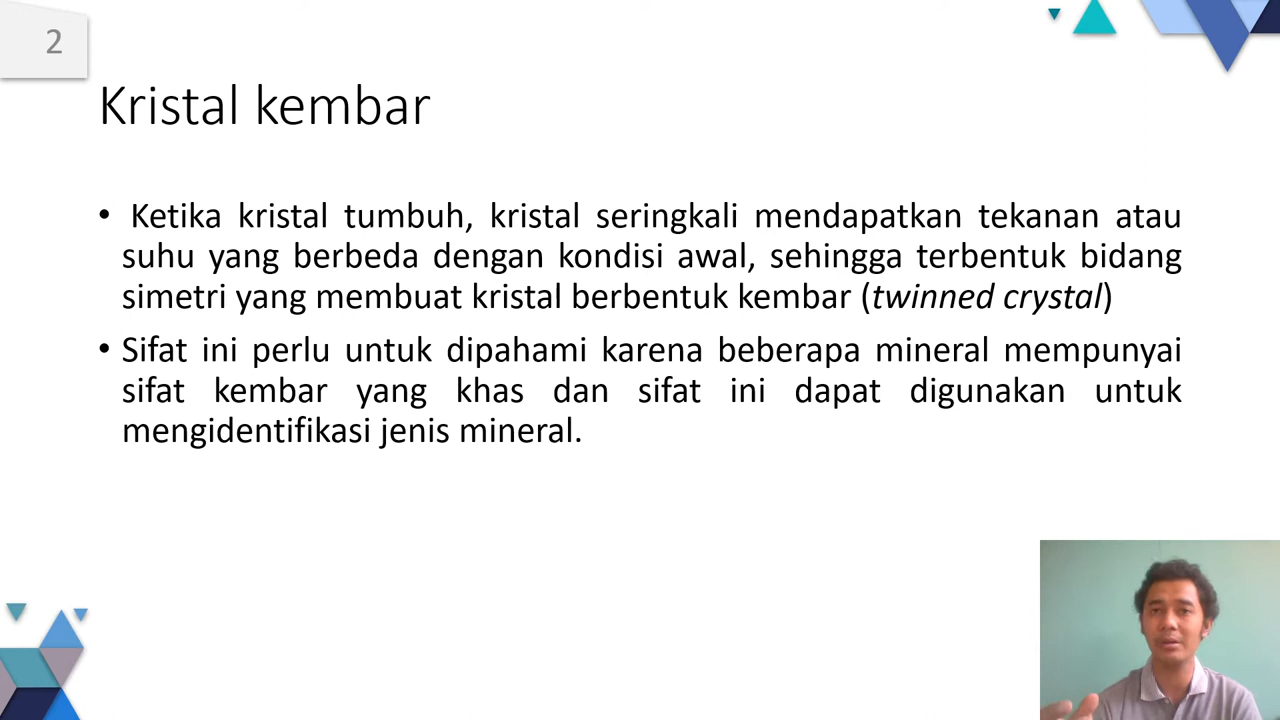 2
Kristal kembar
• Ketika kristal tumbuh, kristal seringkali mendapatkan tekanan atau
suhu yang berbeda dengan kondisi awal, sehingga terbentuk bidang
simetri yang membuat kristal berbentuk kembar (twinned crystal)
• Sifat ini perlu untuk dipahami karena beberapa mineral mempunyai
sifat kembar yang khas dan sifat ini dapat digunakan untuk
mengidentifikasi jenis mineral.